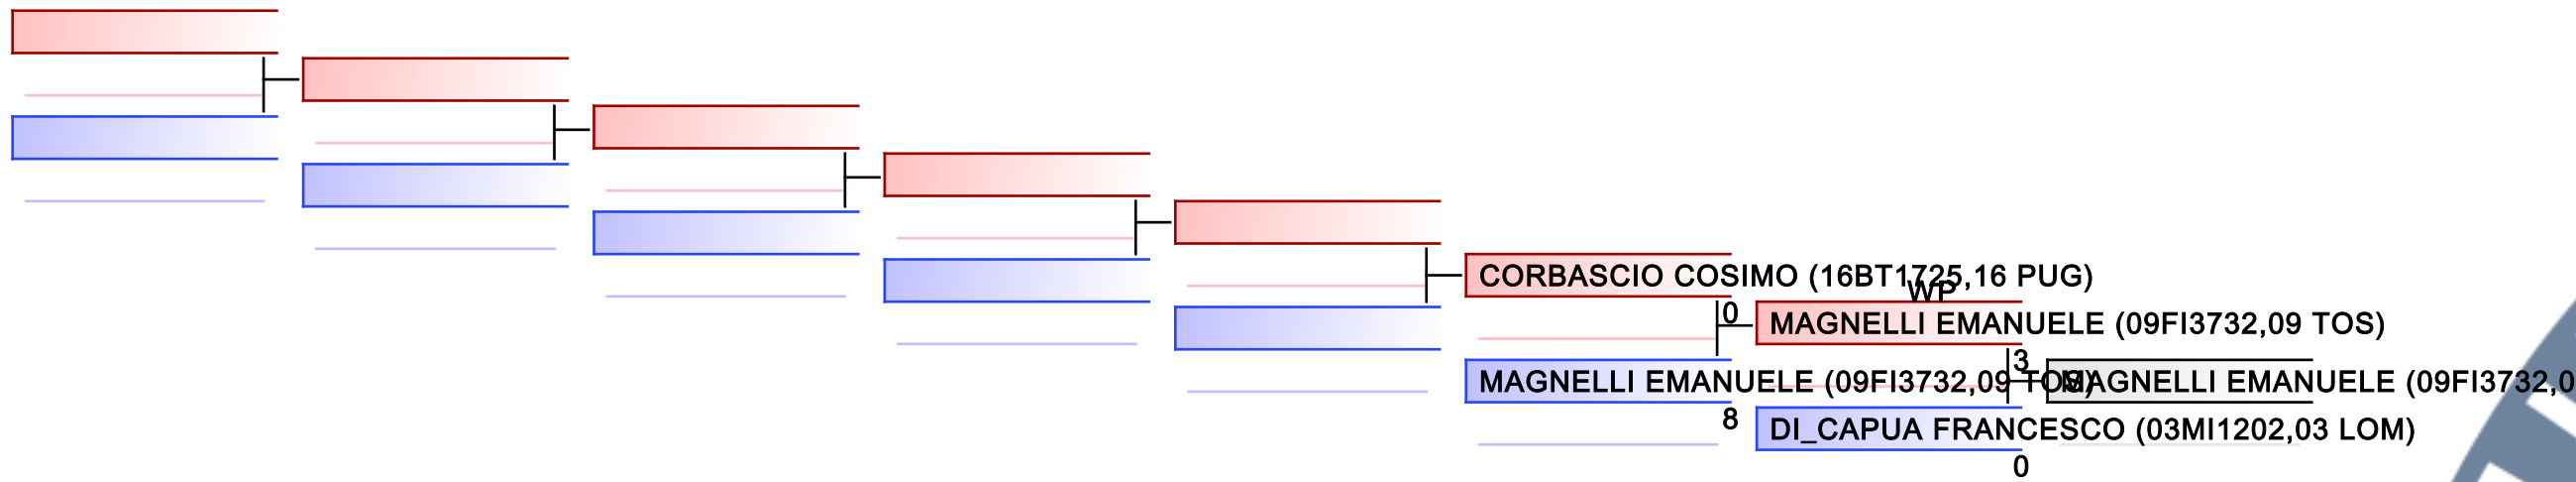 CORBASCIO COSIMO (16BT1725,16 PUG)
WP
0
MAGNELLI EMANUELE (09FI3732,09 TOS)
3
MAGNELLI EMANUELE (09FI3732,09 TOS)
MAGNELLI EMANUELE (09FI3732,0
8
DI_CAPUA FRANCESCO (03MI1202,03 LOM)
0